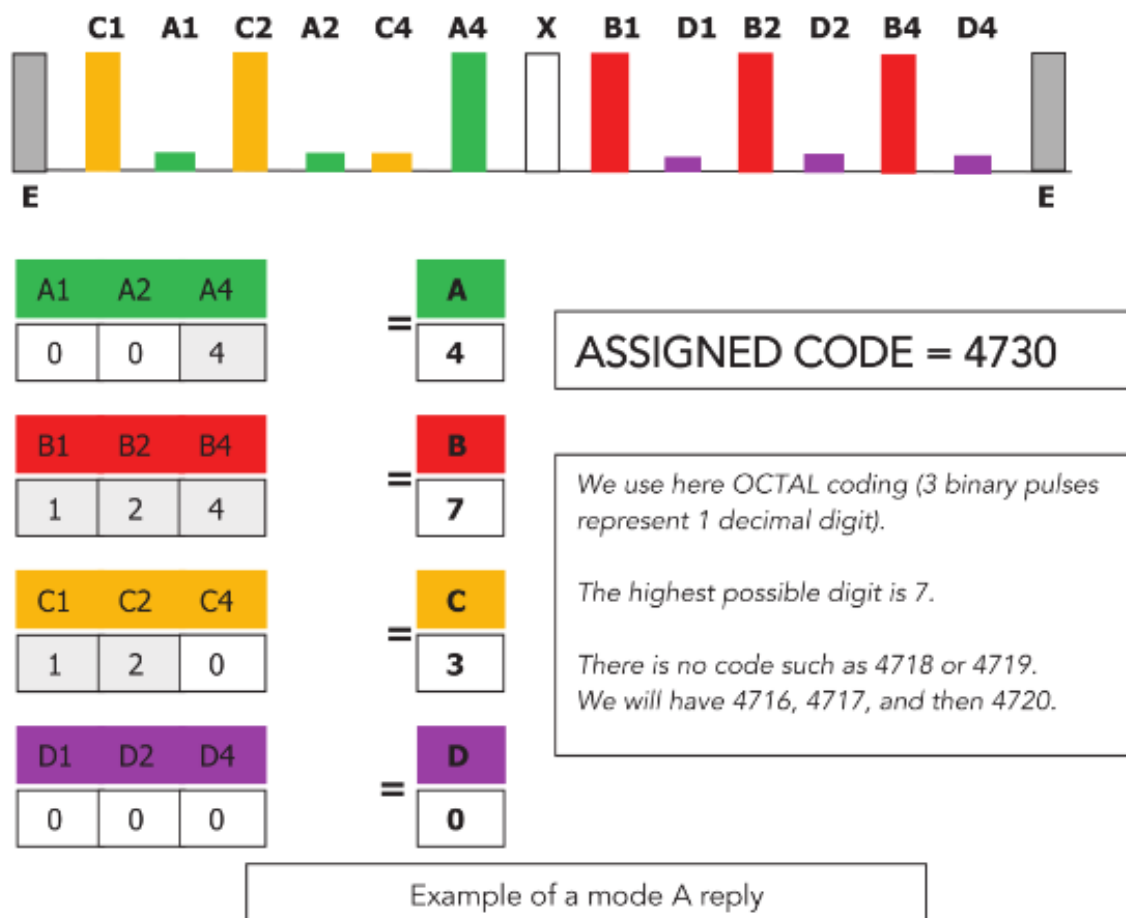 C1 A1 C2 A2 C4 A4 X B1 D1 B2 D2 B4 D4
E E
A1 A2 A4 A
0 0 4 = 4
ASSIGNED CODE = 4730
B1 B2 B4 B
1 2 4 = 7
We use here OCTAL coding (3 binary pulses
represent 1 decimal digit).
The highest possible digit is 7.
There is no code such as 4718 or 4719.
We will have 4716, 4717, and then 4720.
C1 C2 C4 C
1 2 0 = 3
D1 D2 D4 D
0 0 0 = 0
Example of a mode A reply